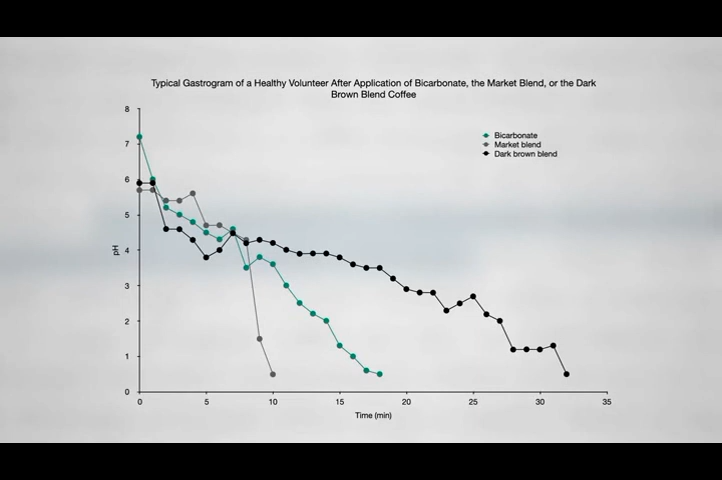 Typical Gastrogram of a Healthy Volunteer After Application of Bicarbonate, the Market Blend, or the Dark
Brown Blend Coffee
8
7
6
5
4
3
2
1
0
pH
Bicarbonate
Market blend
Dark brown blend
0 5 10 15 20 25 30 35
Time (min)